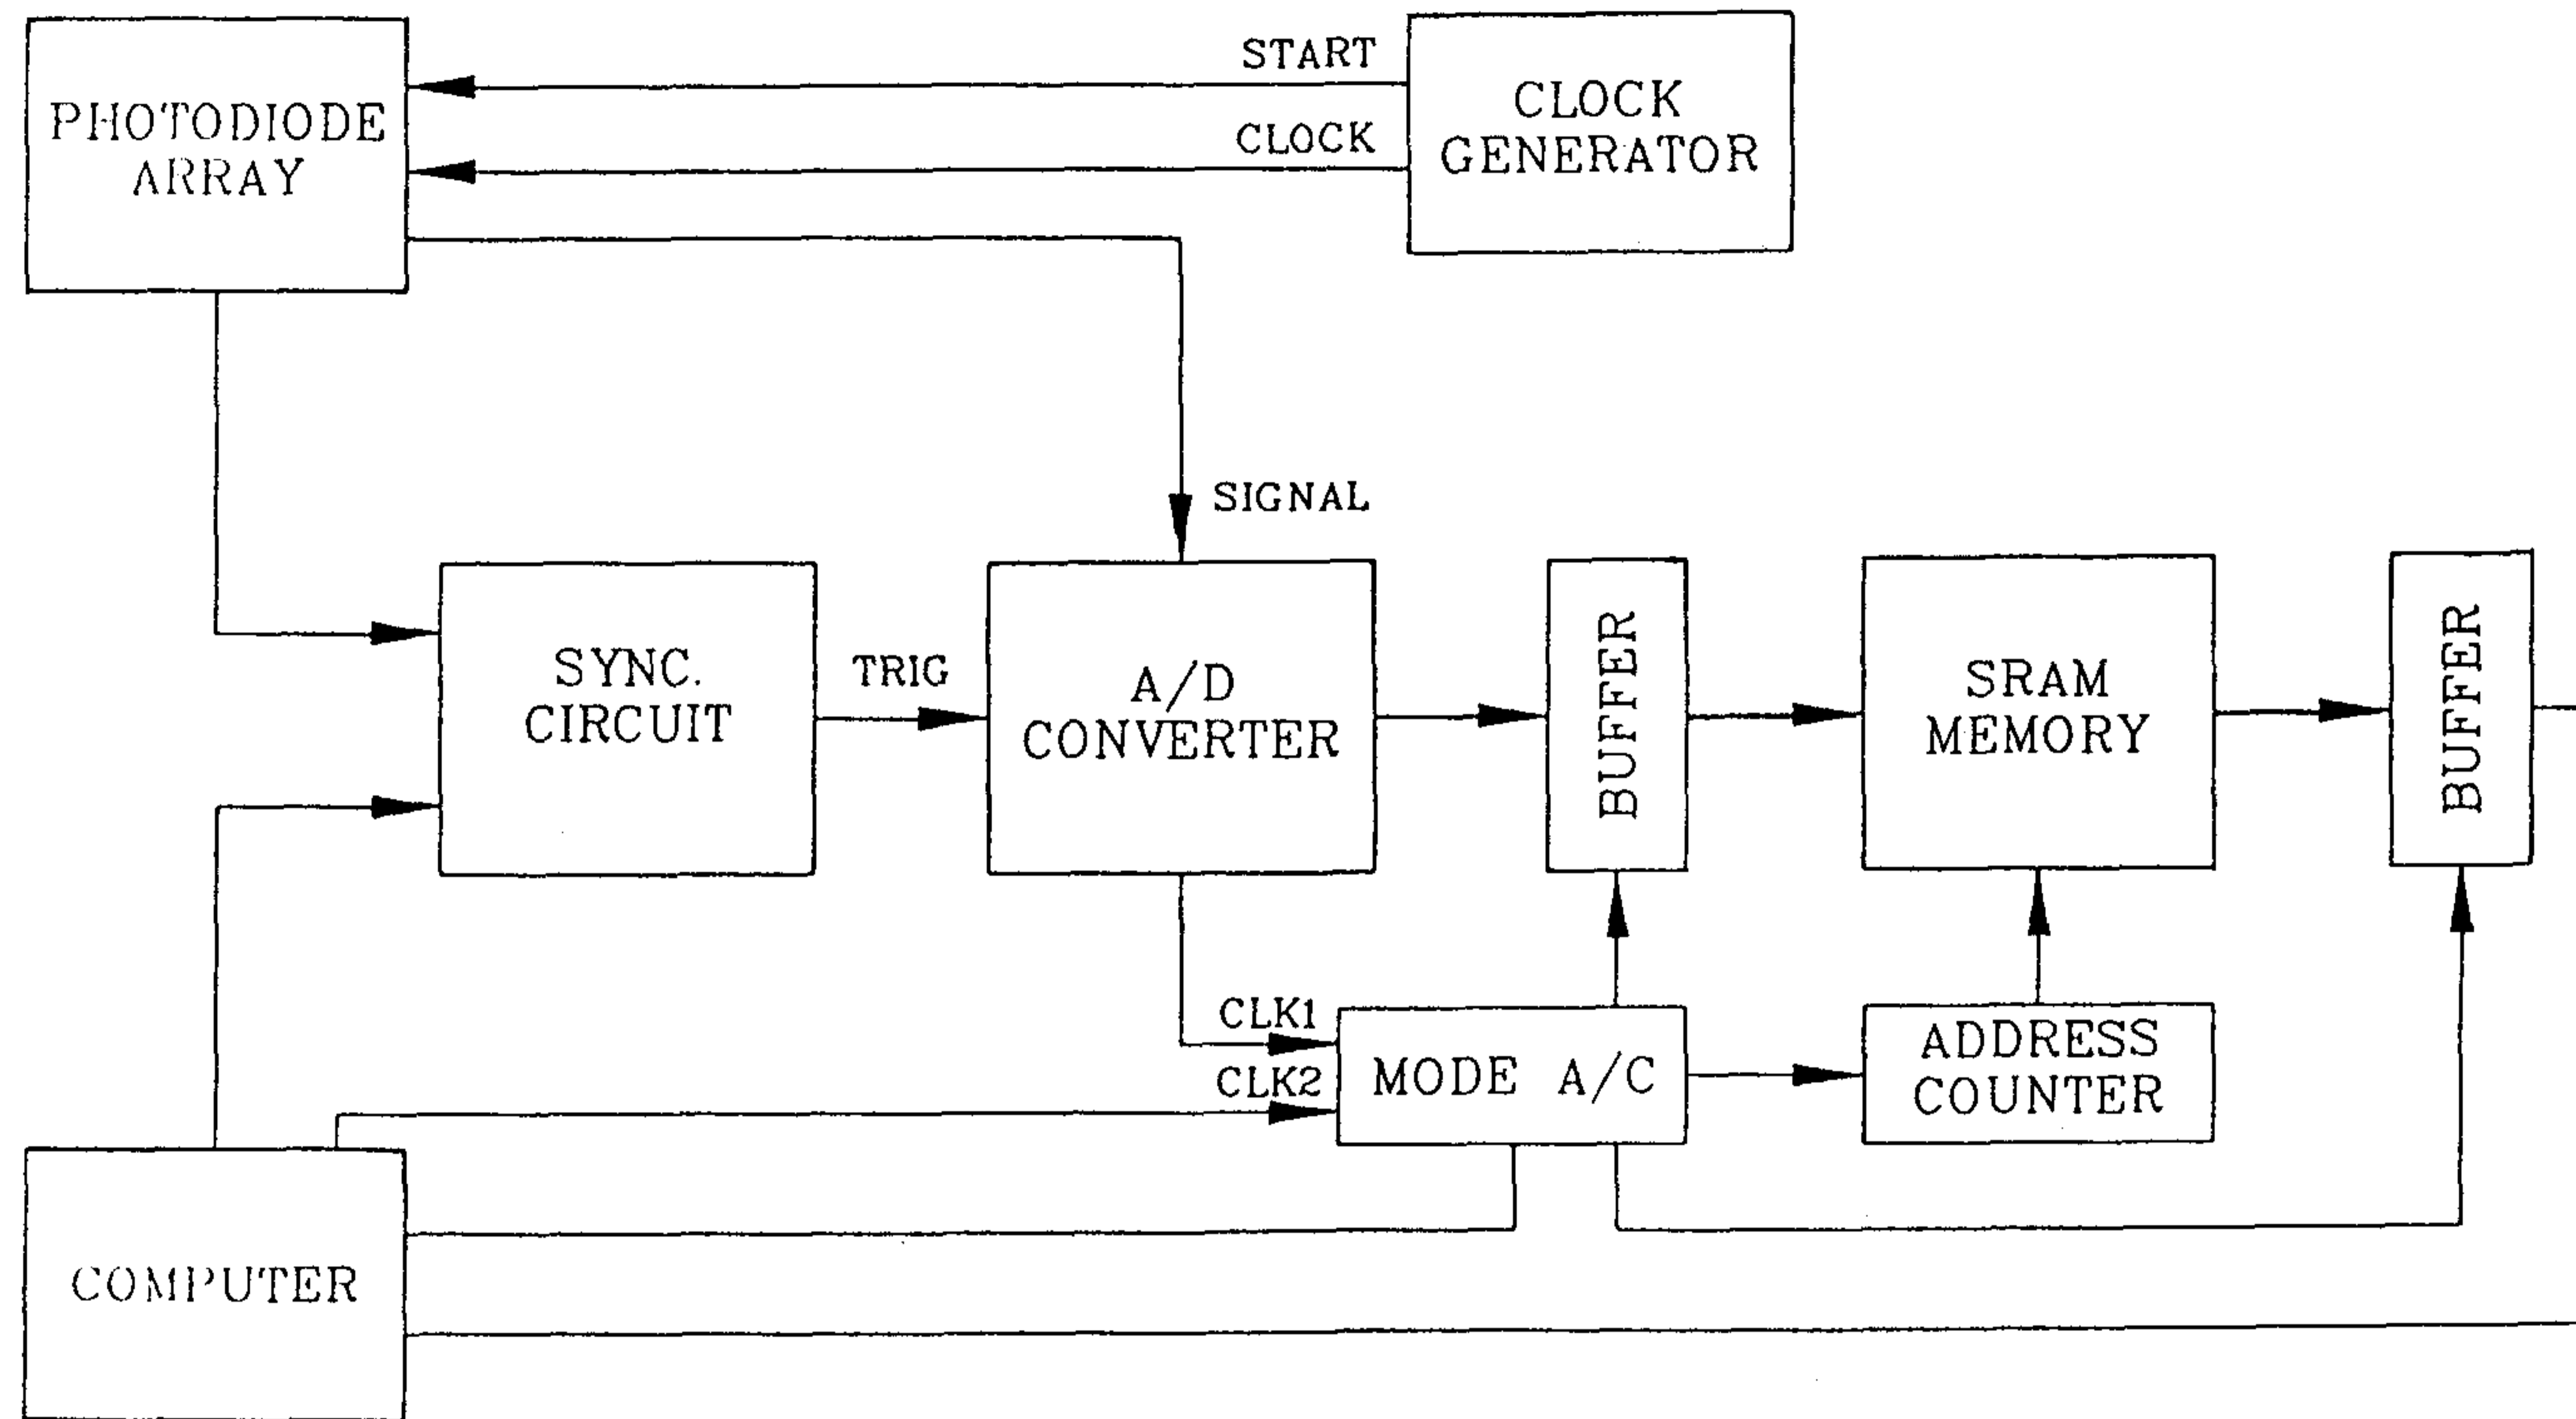 PHOTODIODE
ARRAY
START
CLOCK
CLOCK
GENERATOR
SIGNAL
SYNC.
CIRCUIT
TRIG
A/D
CONVERTER
BUFFER
SRAM
MEMORY
BUFFER
CLK1
CLK2
MODE A/C
ADDRESS
COUNTER
COMPUTER